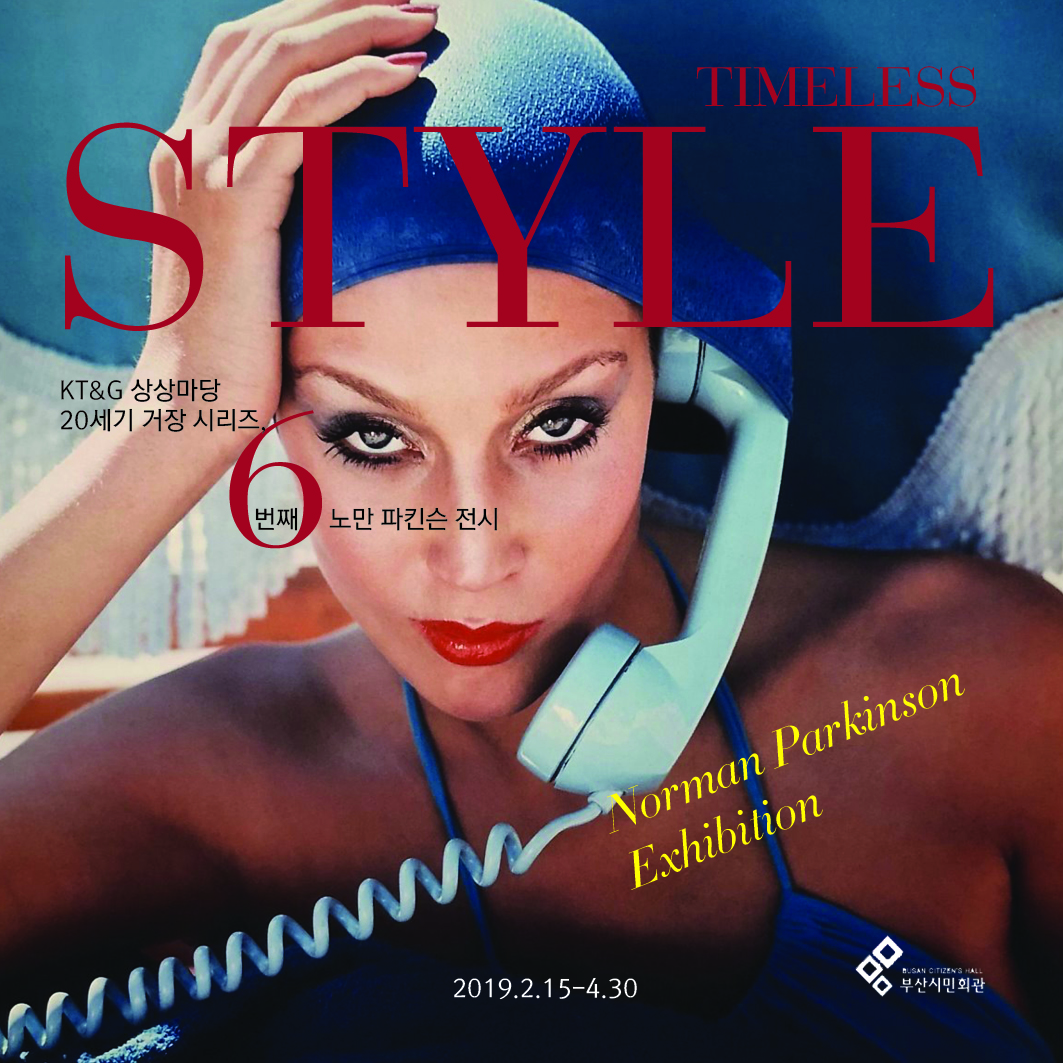 TIMELESS
STYLE
KT&G 상상마당
20세기 거장 시리즈,
6
번째 노만 파킨슨 전시
Norman Parkinson
Exhibition
2019.2.15-4.30
BUSAN CITIZEN'S HALL
부산시민회관